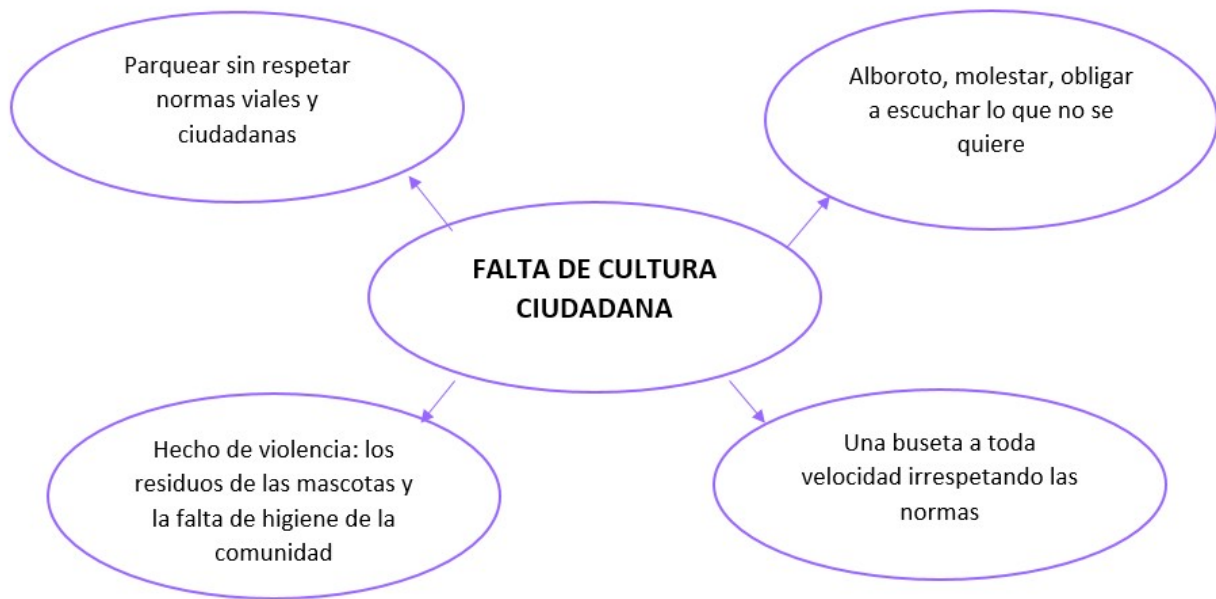 Parquear sin respetar
normas viales y
ciudadanas
Alboroto, molestar, obligar
a escuchar lo que no se
quiere
FALTA DE CULTURA
CIUDADANA
Hecho de violencia: los
residuos de las mascotas y
la falta de higiene de la
comunidad
Una buseta a toda
velocidad irrespetando las
normas